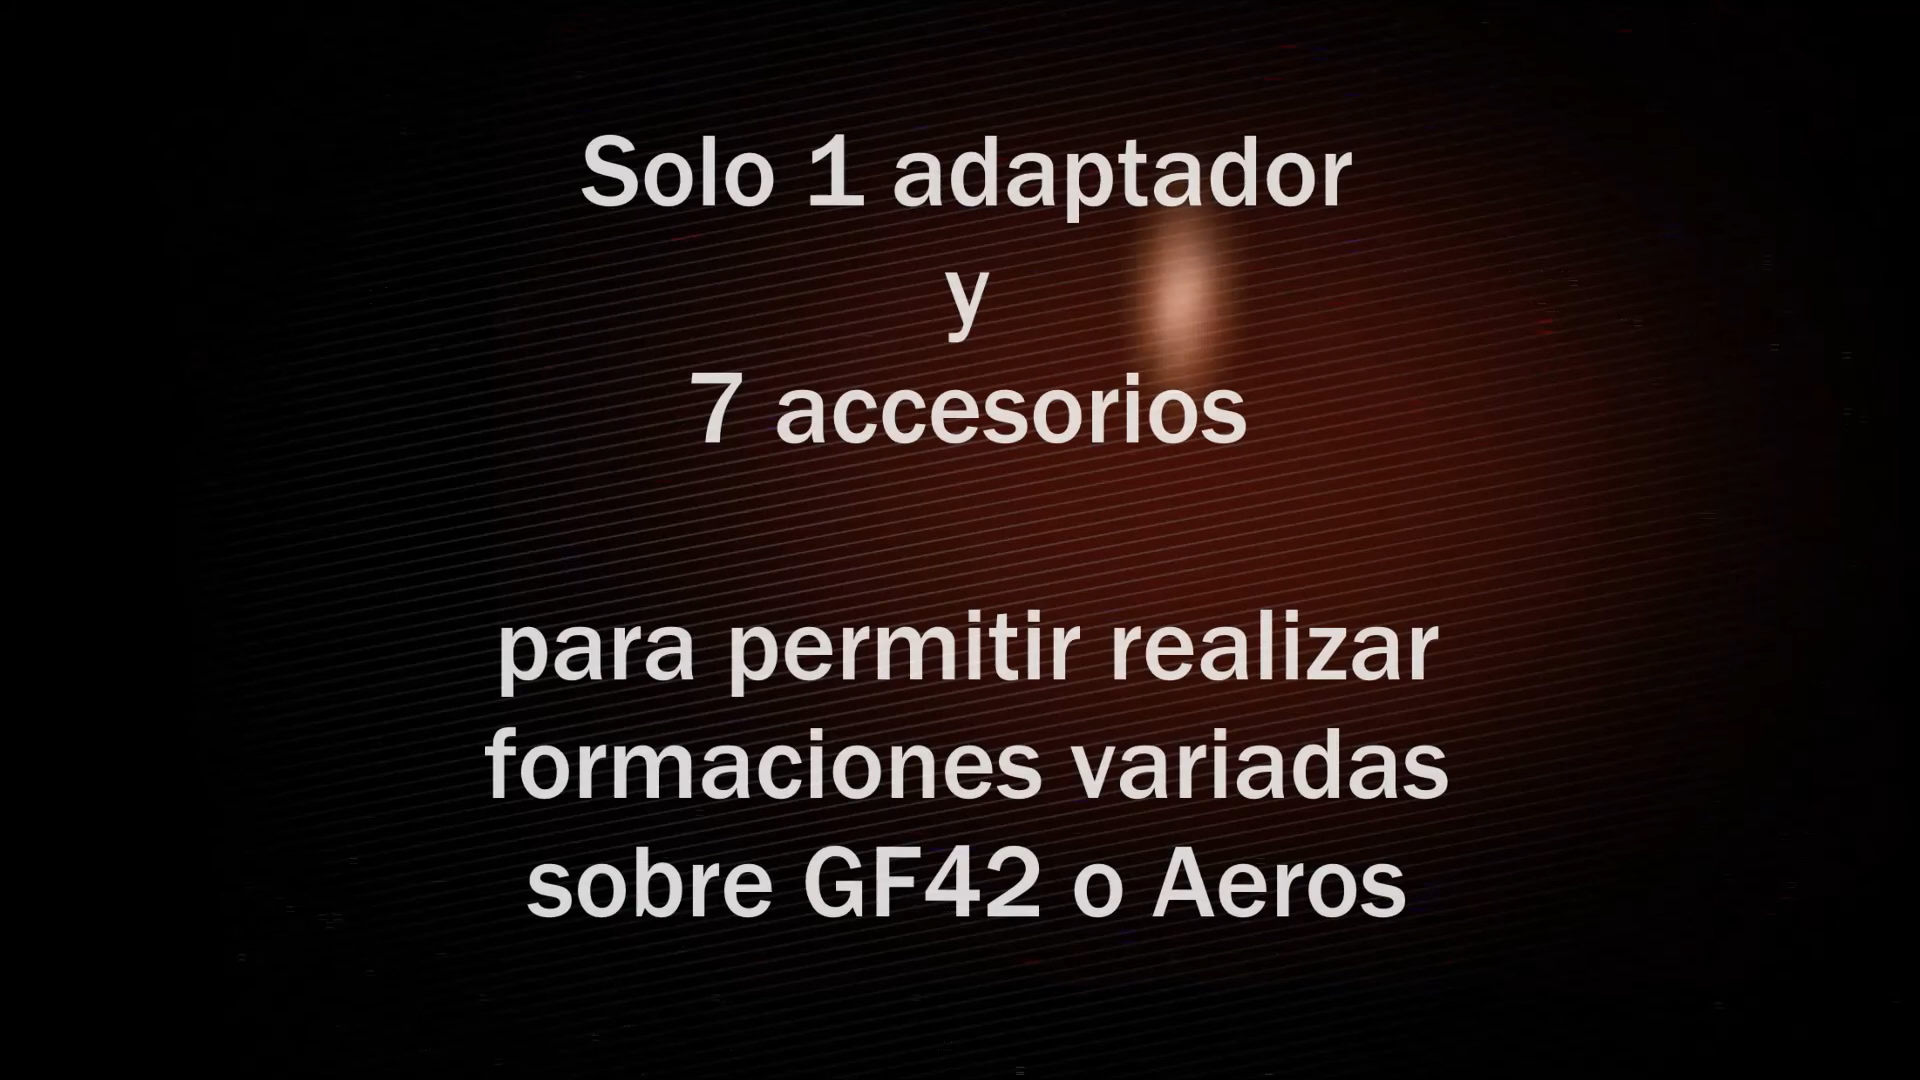 Solo 1 adaptador
y
7 accesorios
para permitir realizar
formaciones variadas
sobre GF42 o Aeros